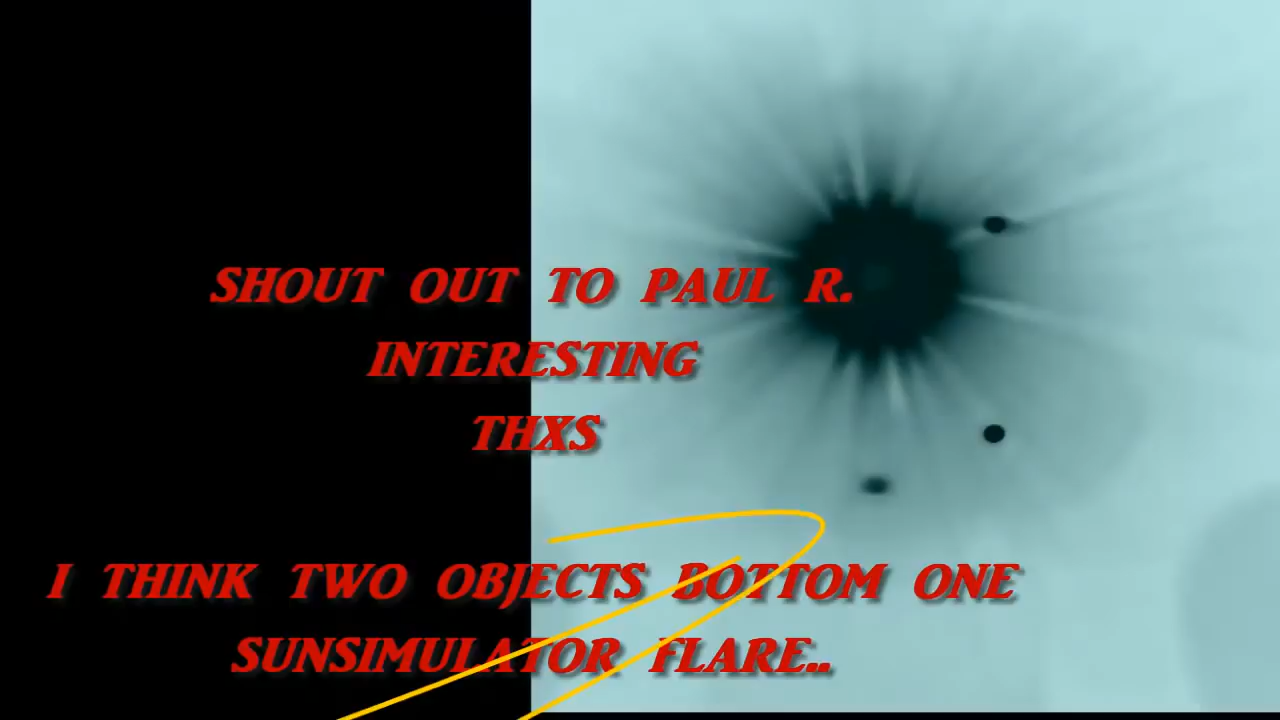 SHOUT OUT TO PAUL R.
INTERESTING
THXS
I THINK TWO OBJECTS BOTTOM ONE
SUNSIMULATOR FLARE..